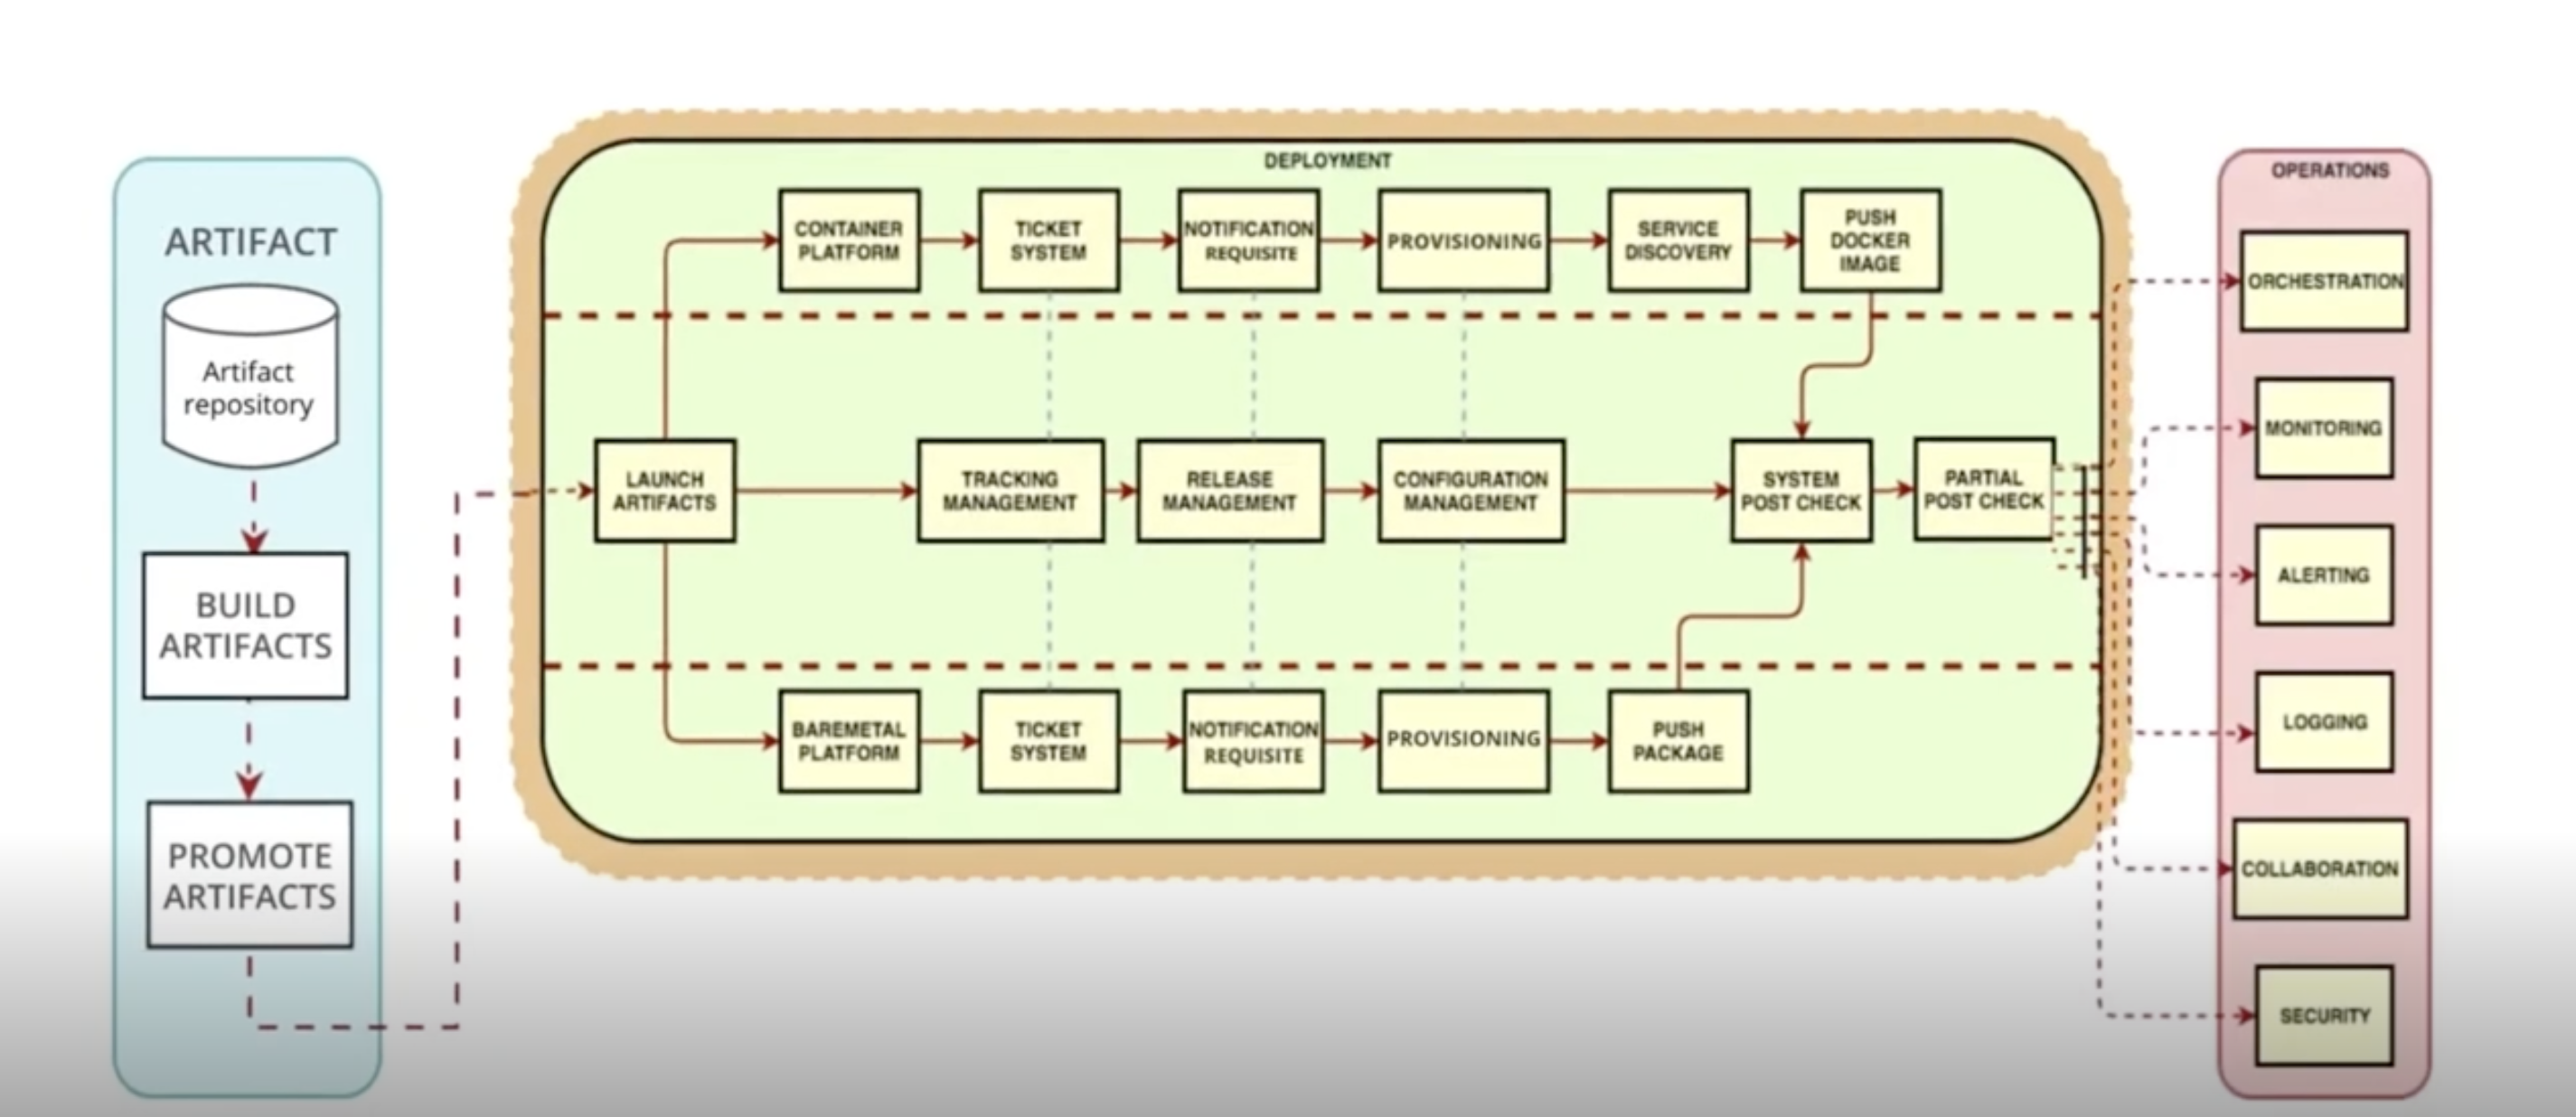 ARTIFACT
Artifact
repository
BUILD
ARTIFACTS
PROMOTE
ARTIFACTS
DEPLOYMENT
CONTAINER
PLATFORM
TICKET
SYSTEM
NOTIFICATION
REQUISITE
PROVISIONING
SERVICE
DISCOVERY
PUSH
DOCKER
IMAGE
LAUNCH
ARTIFACTS
TRACKING
MANAGEMENT
RELEASE
MANAGEMENT
CONFIGURATION
MANAGEMENT
SYSTEM
POST CHECK
PARTIAL
POST CHECK
BAREMETAL
PLATFORM
TICKET
SYSTEM
NOTIFICATION
REQUISITE
PROVISIONING
PUSH
PACKAGE
OPERATIONS
ORCHESTRATION
MONITORING
ALERTING
LOGGING
COLLABORATION
SECURITY